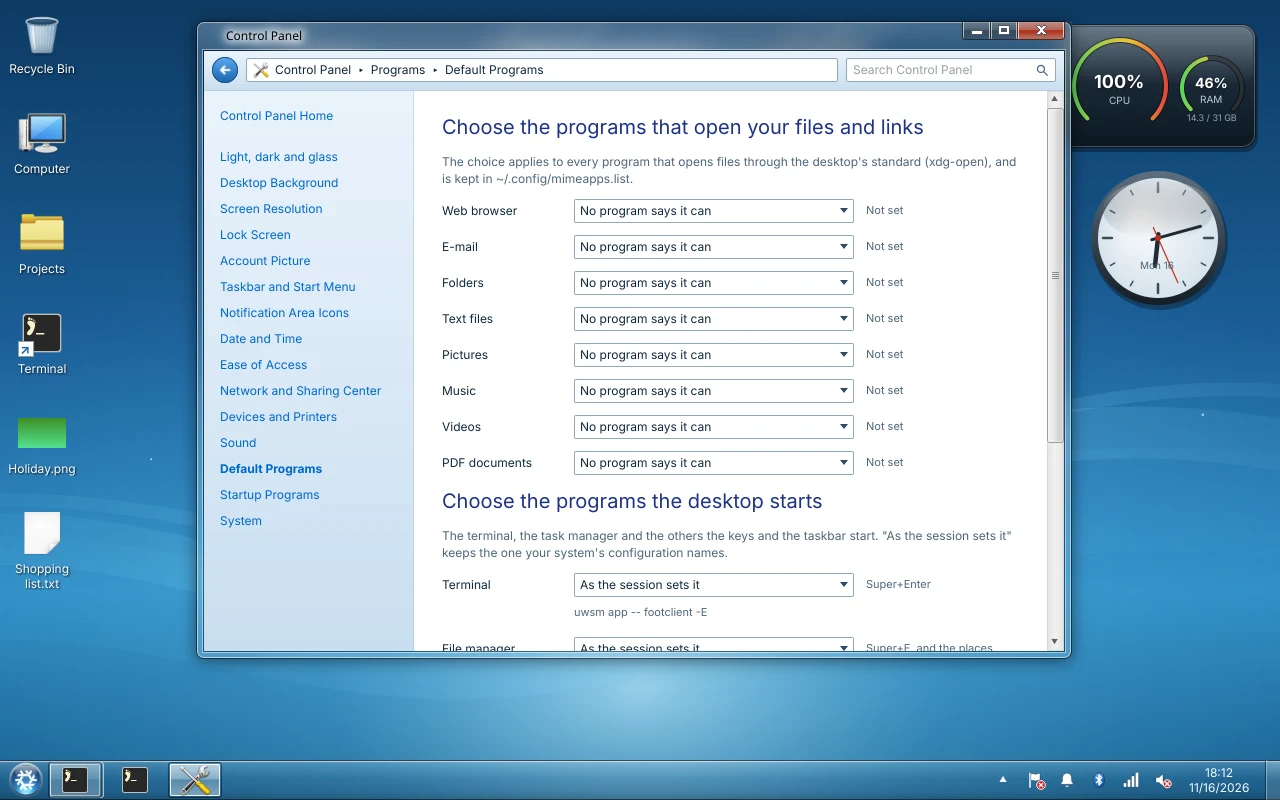 Recycle Bin
Computer
Projects
Terminal
Holiday.png
Shopping
list.txt
Control Panel
Control Panel ▸ Programs ▸ Default Programs
Search Control Panel
Control Panel Home
Light, dark and glass
Desktop Background
Screen Resolution
Lock Screen
Account Picture
Taskbar and Start Menu
Notification Area Icons
Date and Time
Ease of Access
Network and Sharing Center
Devices and Printers
Sound
Default Programs
Startup Programs
System
Choose the programs that open your files and links
The choice applies to every program that opens files through the desktop's standard (xdg-open), and
is kept in ~/.config/mimeapps.list.
Web browser No program says it can Not set
E-mail No program says it can Not set
Folders No program says it can Not set
Text files No program says it can Not set
Pictures No program says it can Not set
Music No program says it can Not set
Videos No program says it can Not set
PDF documents No program says it can Not set
Choose the programs the desktop starts
The terminal, the task manager and the others the keys and the taskbar start. "As the session sets it"
keeps the one your system's configuration names.
Terminal As the session sets it Super+Enter
uwsm app -- footclient -E
File manager As the session sets it Super+E, and the places
100%
CPU
46%
RAM
14.3 / 31 GB
Mon 16
18:12
11/16/2026